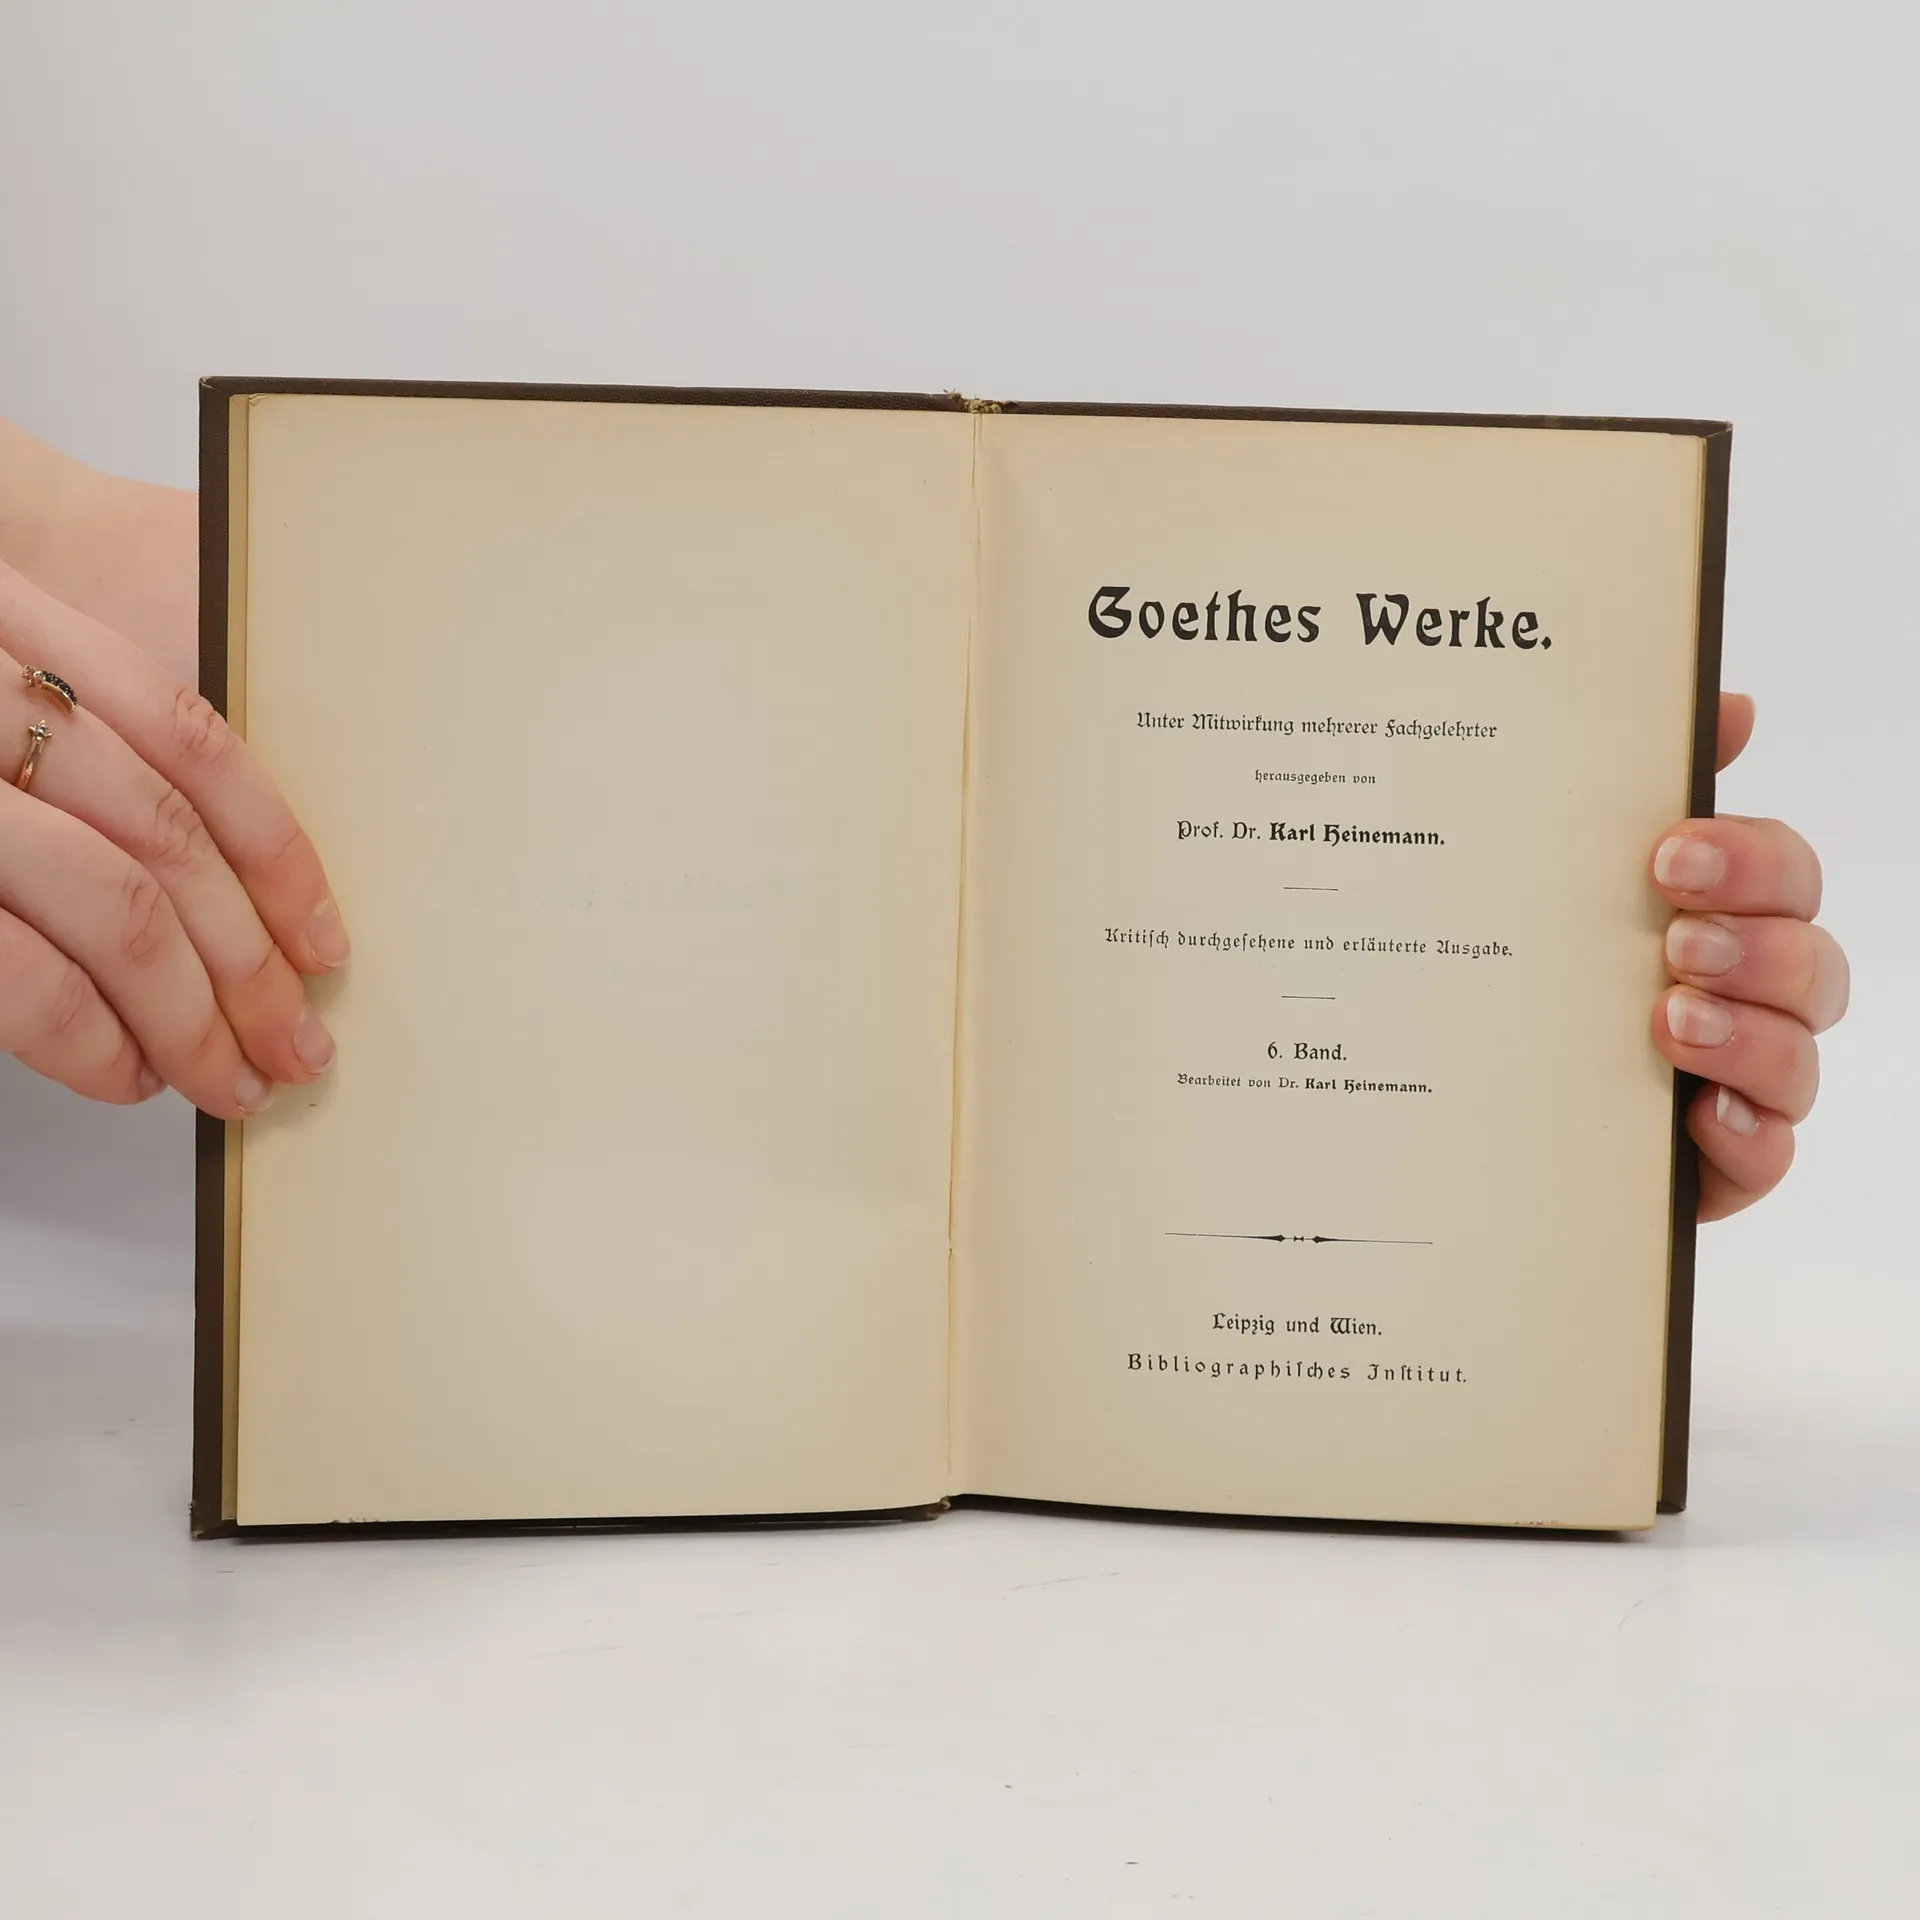 Goethes Werke.
Unter Mitwirkung mehrerer Fachgelehrter
herausgegeben von
Prof. Dr. Karl Heinemann.
Kritiſch durchgeſehene und erläuterte Ausgabe.
6. Band.
Bearbeitet von Dr. Karl Heinemann.
Leipzig und Wien.
Bibliographiſches Inſtitut.